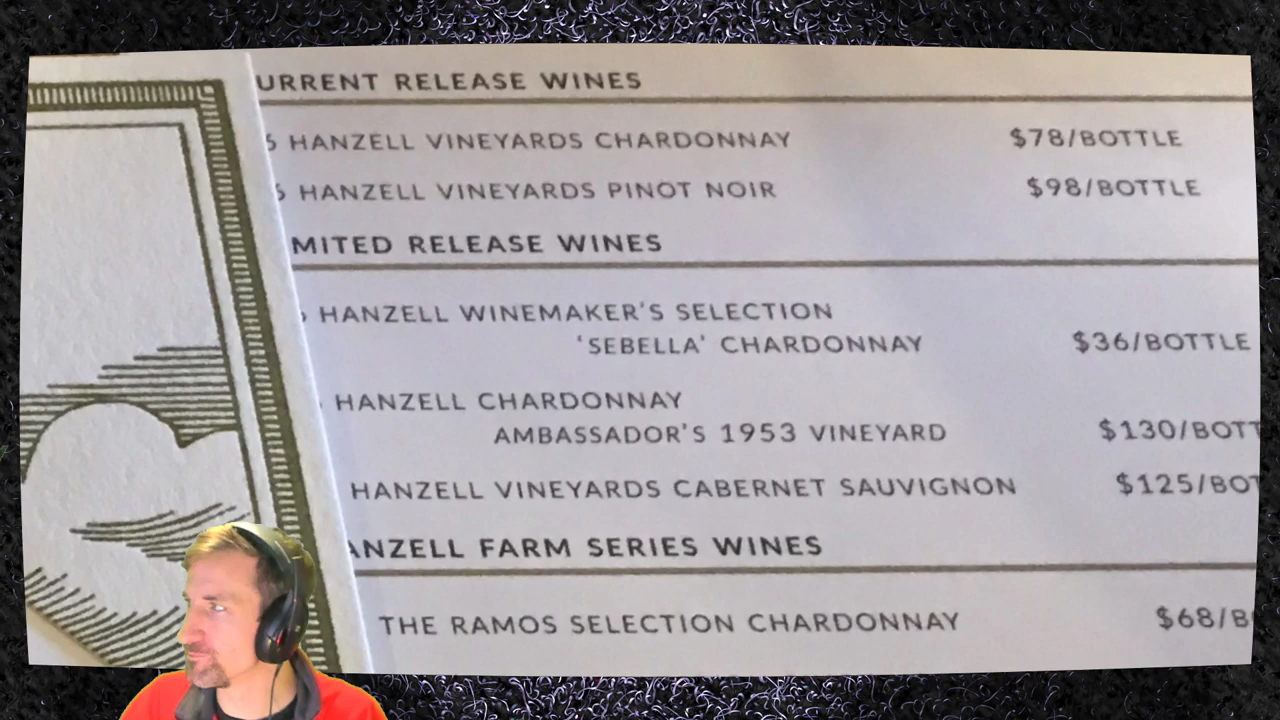 URRENT RELEASE WINES
HANZELL VINEYARDS CHARDONNAY $78/BOTTLE
HANZELL VINEYARDS PINOT NOIR $98/BOTTLE
MITED RELEASE WINES
HANZELL WINEMAKER'S SELECTION
'SEBELLA' CHARDONNAY $36/BOTTLE
HANZELL CHARDONNAY
AMBASSADOR'S 1953 VINEYARD $130/BOTT
HANZELL VINEYARDS CABERNET SAUVIGNON $125/BOT
ANZELL FARM SERIES WINES
THE RAMOS SELECTION CHARDONNAY $68/B